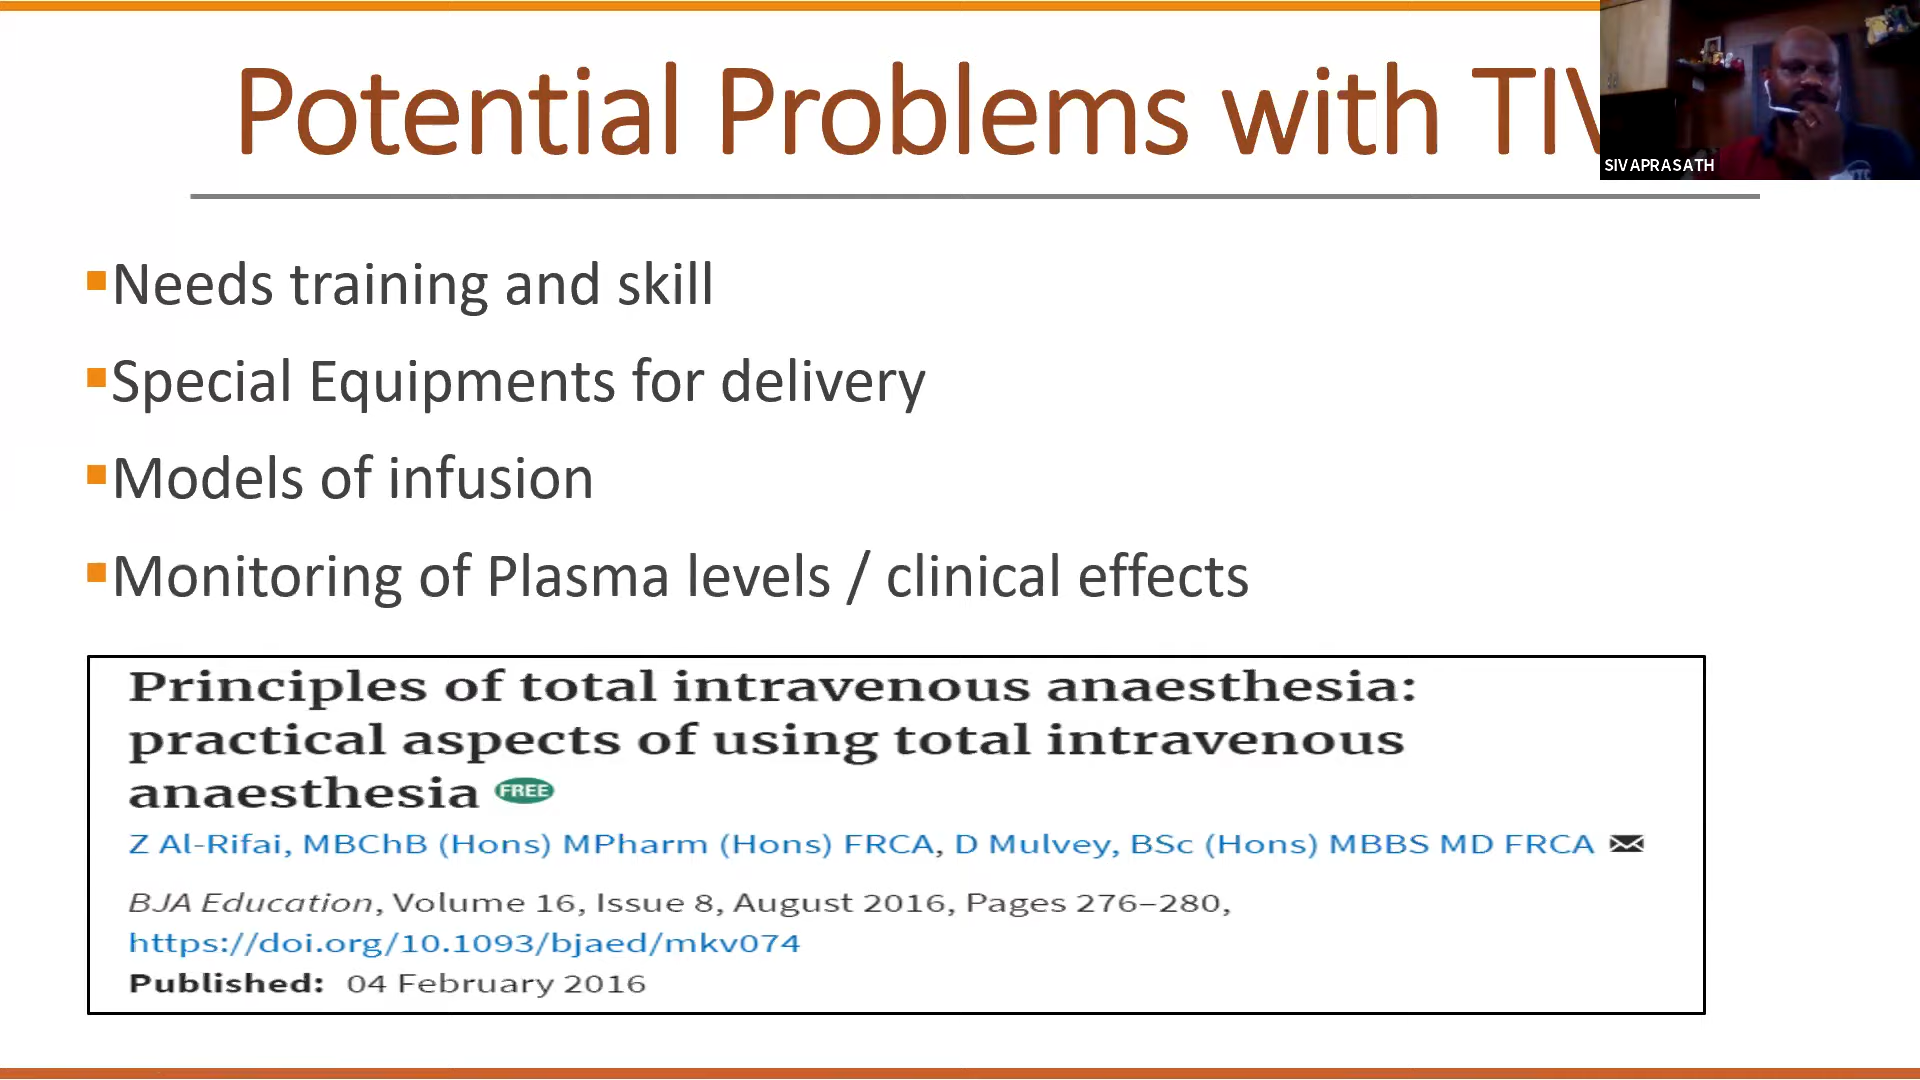 Potential Problems with TIV
SIVAPRASATH
▪Needs training and skill
▪Special Equipments for delivery
▪Models of infusion
▪Monitoring of Plasma levels / clinical effects
Principles of total intravenous anaesthesia:
practical aspects of using total intravenous
anaesthesia FREE
Z Al-Rifai, MBChB (Hons) MPharm (Hons) FRCA, D Mulvey, BSc (Hons) MBBS MD FRCA
BJA Education, Volume 16, Issue 8, August 2016, Pages 276–280,
https://doi.org/10.1093/bjaed/mkv074
Published: 04 February 2016